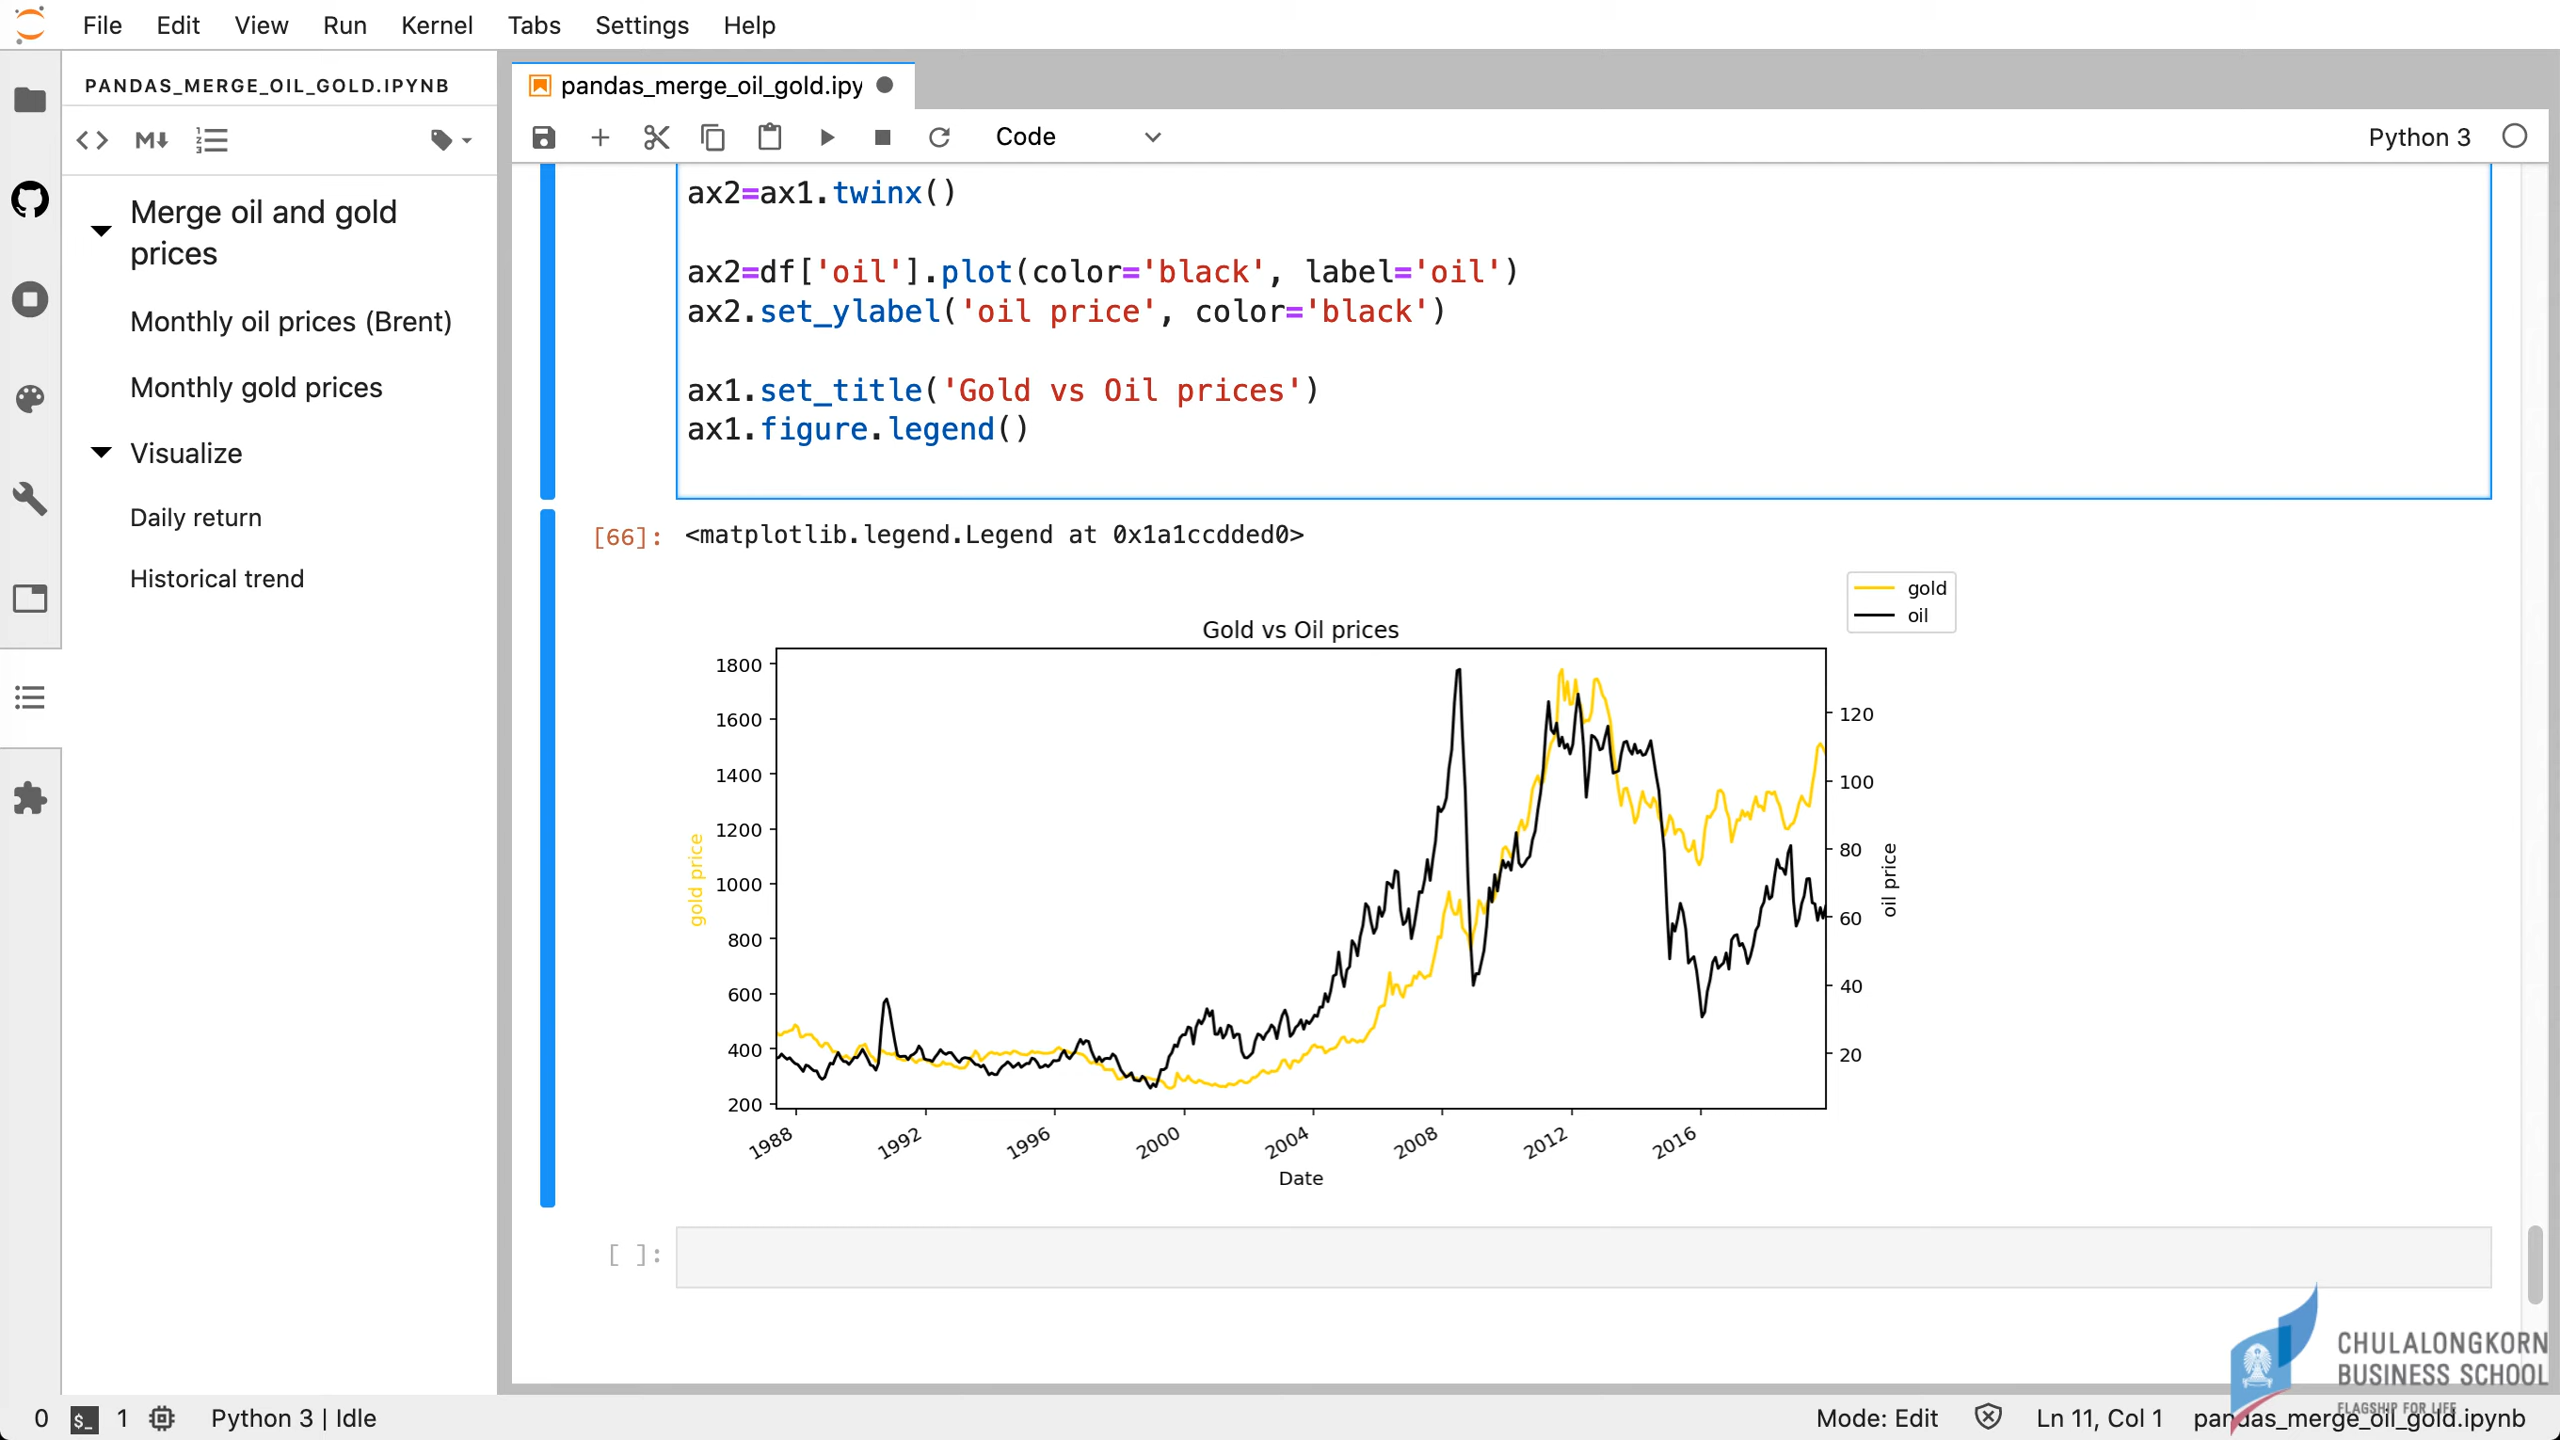 File Edit View Run Kernel Tabs Settings Help
PANDAS_MERGE_OIL_GOLD.IPYNB
Merge oil and gold
prices
Monthly oil prices (Brent)
Monthly gold prices
Visualize
Daily return
Historical trend
pandas_merge_oil_gold.ipy
Code
Python 3
ax2=ax1.twinx()
ax2=df['oil'].plot(color='black', label='oil')
ax2.set_ylabel('oil price', color='black')
ax1.set_title('Gold vs Oil prices')
ax1.figure.legend()
[66]: <matplotlib.legend.Legend at 0x1a1ccdded0>
gold
oil
Gold vs Oil prices
gold price
1800
1600
1400
1200
1000
800
600
400
200
120
100
80
60
40
20
oil price
1988 1992 1996 2000 2004 2008 2012 2016
Date
[ ]:
CHULALONGKORN
BUSINESS SCHOOL
FLAGSHIP FOR LIFE
0 $_ 1 Python 3 | Idle Mode: Edit Ln 11, Col 1 pandas_merge_oil_gold.ipynb